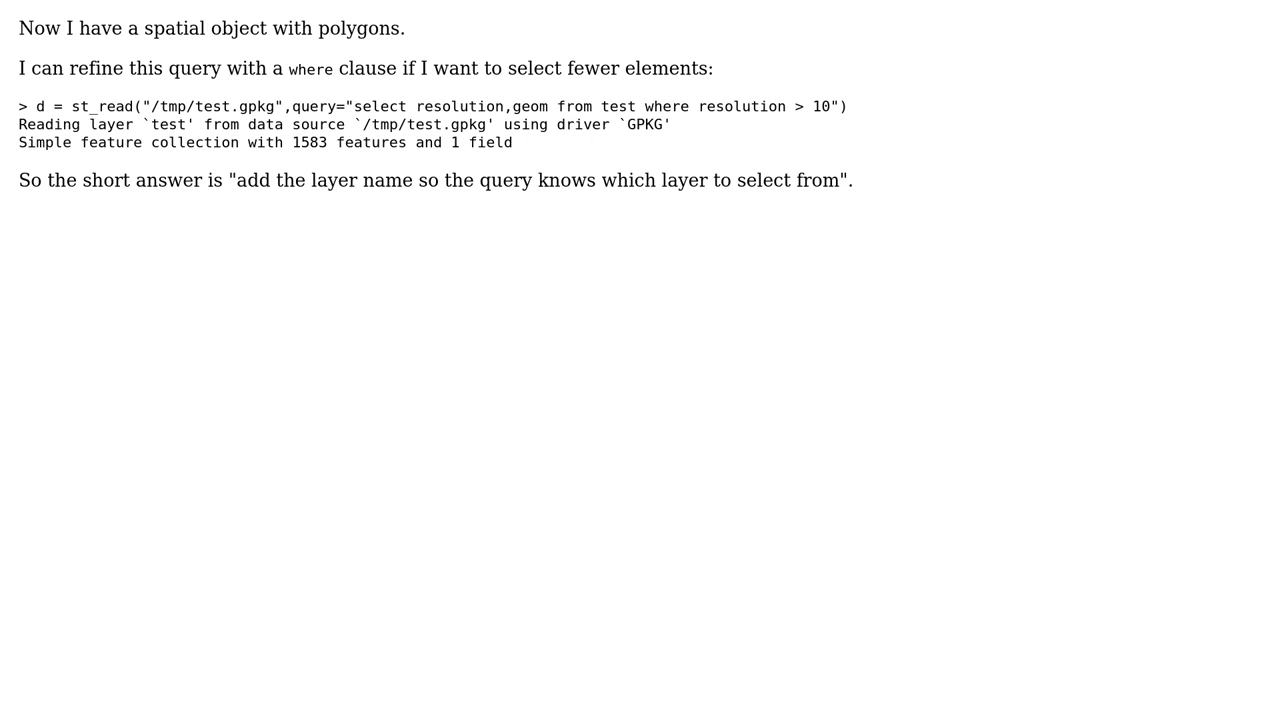 Now I have a spatial object with polygons.
I can refine this query with a where clause if I want to select fewer elements:
> d = st_read("/tmp/test.gpkg",query="select resolution,geom from test where resolution > 10")
Reading layer `test' from data source `/tmp/test.gpkg' using driver `GPKG'
Simple feature collection with 1583 features and 1 field
So the short answer is "add the layer name so the query knows which layer to select from".